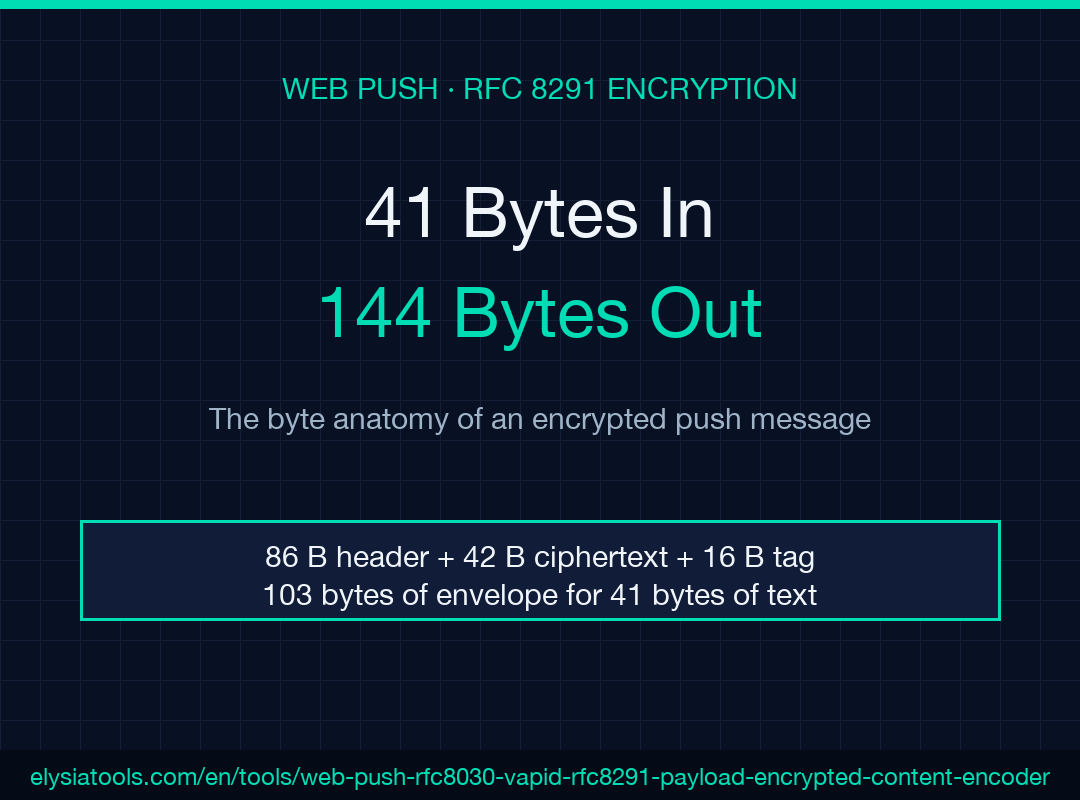 WEB PUSH · RFC 8291 ENCRYPTION
41 Bytes In
144 Bytes Out
The byte anatomy of an encrypted push message
86 B header + 42 B ciphertext + 16 B tag
103 bytes of envelope for 41 bytes of text
elysiatools.com/en/tools/web-push-rfc8030-vapid-rfc8291-payload-encrypted-content-encoder